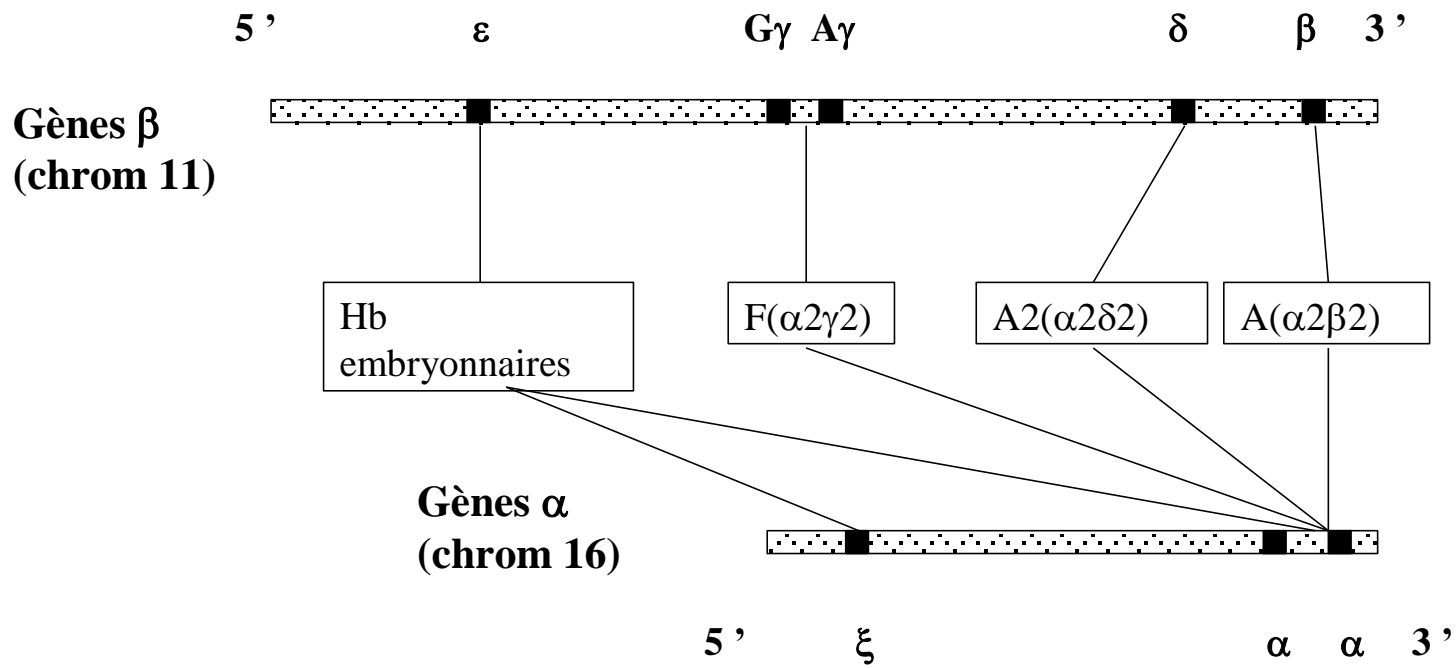 5 ’ ε Gγ Aγ δ β 3 ’
Gènes β
(chrom 11)
Hb
embryonnaires
F(α2γ2)
A2(α2δ2)
A(α2β2)
Gènes α
(chrom 16)
5 ’ ξ α α 3 ’